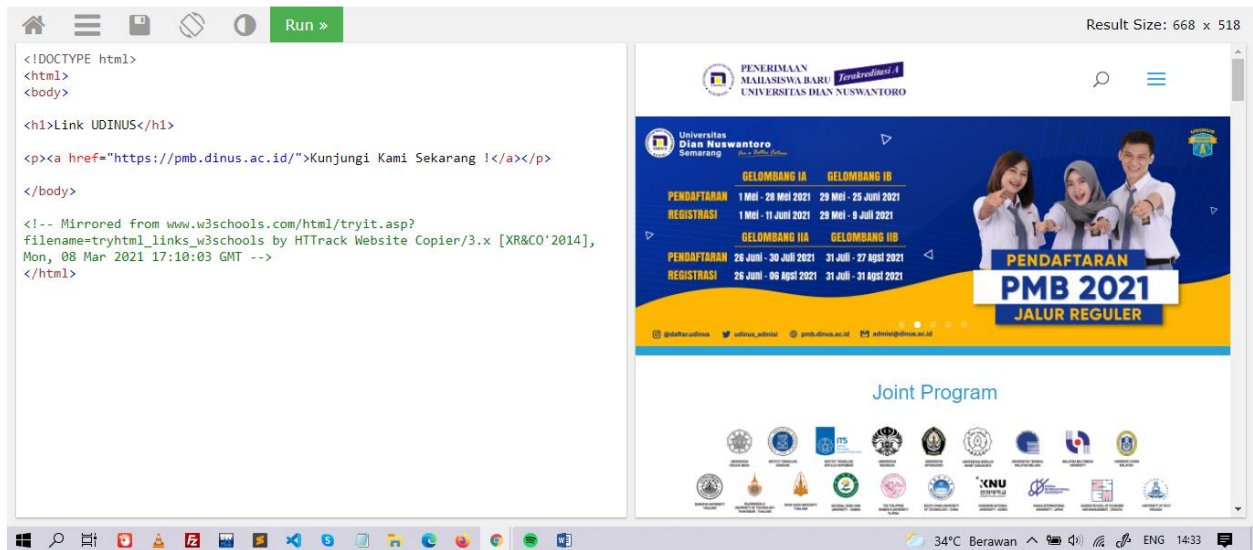 Run »
Result Size: 668 x 518
<!DOCTYPE html>
<html>
<body>
<h1>Link UDINUS</h1>
<p><a href="https://pmb.dinus.ac.id/">Kunjungi Kami Sekarang !</a></p>
</body>
<!-- Mirrored from www.w3schools.com/html/tryit.asp?
filename=tryhtml_links_w3schools by HTTrack Website Copier/3.x [XR&CO'2014],
Mon, 08 Mar 2021 17:10:03 GMT -->
</html>
PENERIMAAN
MAHASISWA BARU Terakreditasi A
UNIVERSITAS DIAN NUSWANTORO
Universitas
Dian Nuswantoro
Semarang
UDINUS
GELOMBANG IA GELOMBANG IB
PENDAFTARAN 1 Mei - 28 Mei 2021 29 Mei - 25 Juni 2021
REGISTRASI 1 Mei - 11 Juni 2021 29 Mei - 9 Juli 2021
GELOMBANG IIA GELOMBANG IIB
PENDAFTARAN 26 Juni - 30 Juli 2021 31 Juli - 27 Agst 2021
REGISTRASI 26 Juni - 06 Agst 2021 31 Juli - 31 Agst 2021
PENDAFTARAN
PMB 2021
JALUR REGULER
@daftar.udinus udinus_admisi pmb.dinus.ac.id admisi@dinus.ac.id
Joint Program
ITS
KNU
34°C Berawan ENG 14:33